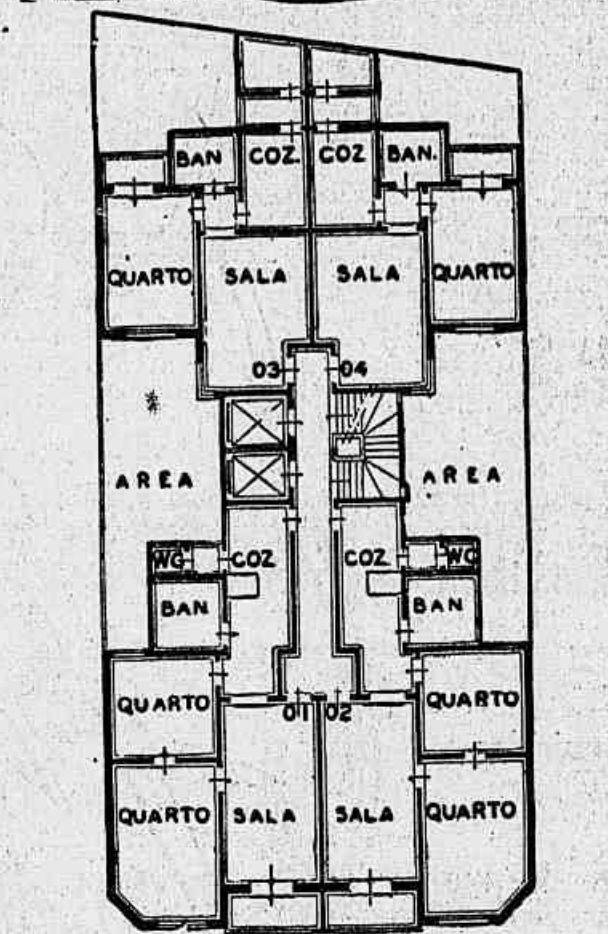 BAN COZ. COZ BAN.
QUARTO SALA SALA QUARTO
03 04
AREA AREA
WC COZ COZ WC
BAN BAN
QUARTO QUARTO
01 02
QUARTO SALA SALA QUARTO